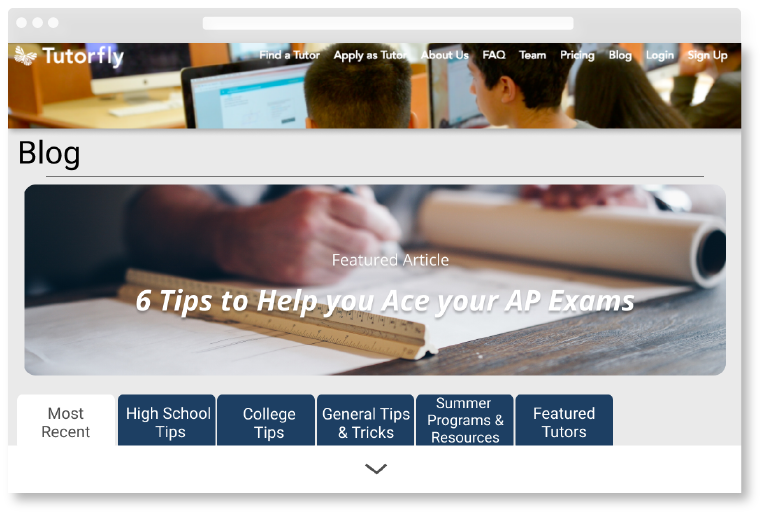 Tutorfly
Find a Tutor Apply as Tutor About Us FAQ Team Pricing Blog Login Sign Up
Blog
Featured Article
6 Tips to Help you Ace your AP Exams
Most
Recent
High School
Tips
College
Tips
General Tips
& Tricks
Summer
Programs &
Resources
Featured
Tutors